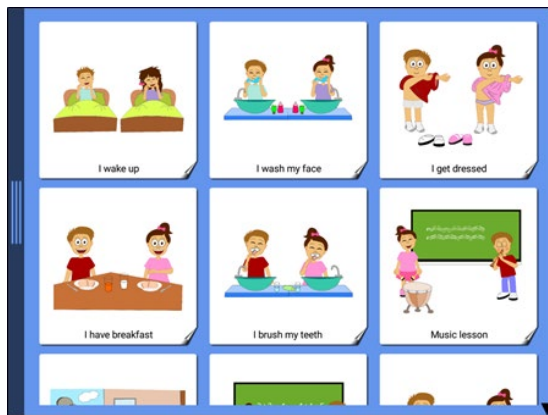 I wake up
I wash my face
I get dressed
I have breakfast
I brush my teeth
Music lesson